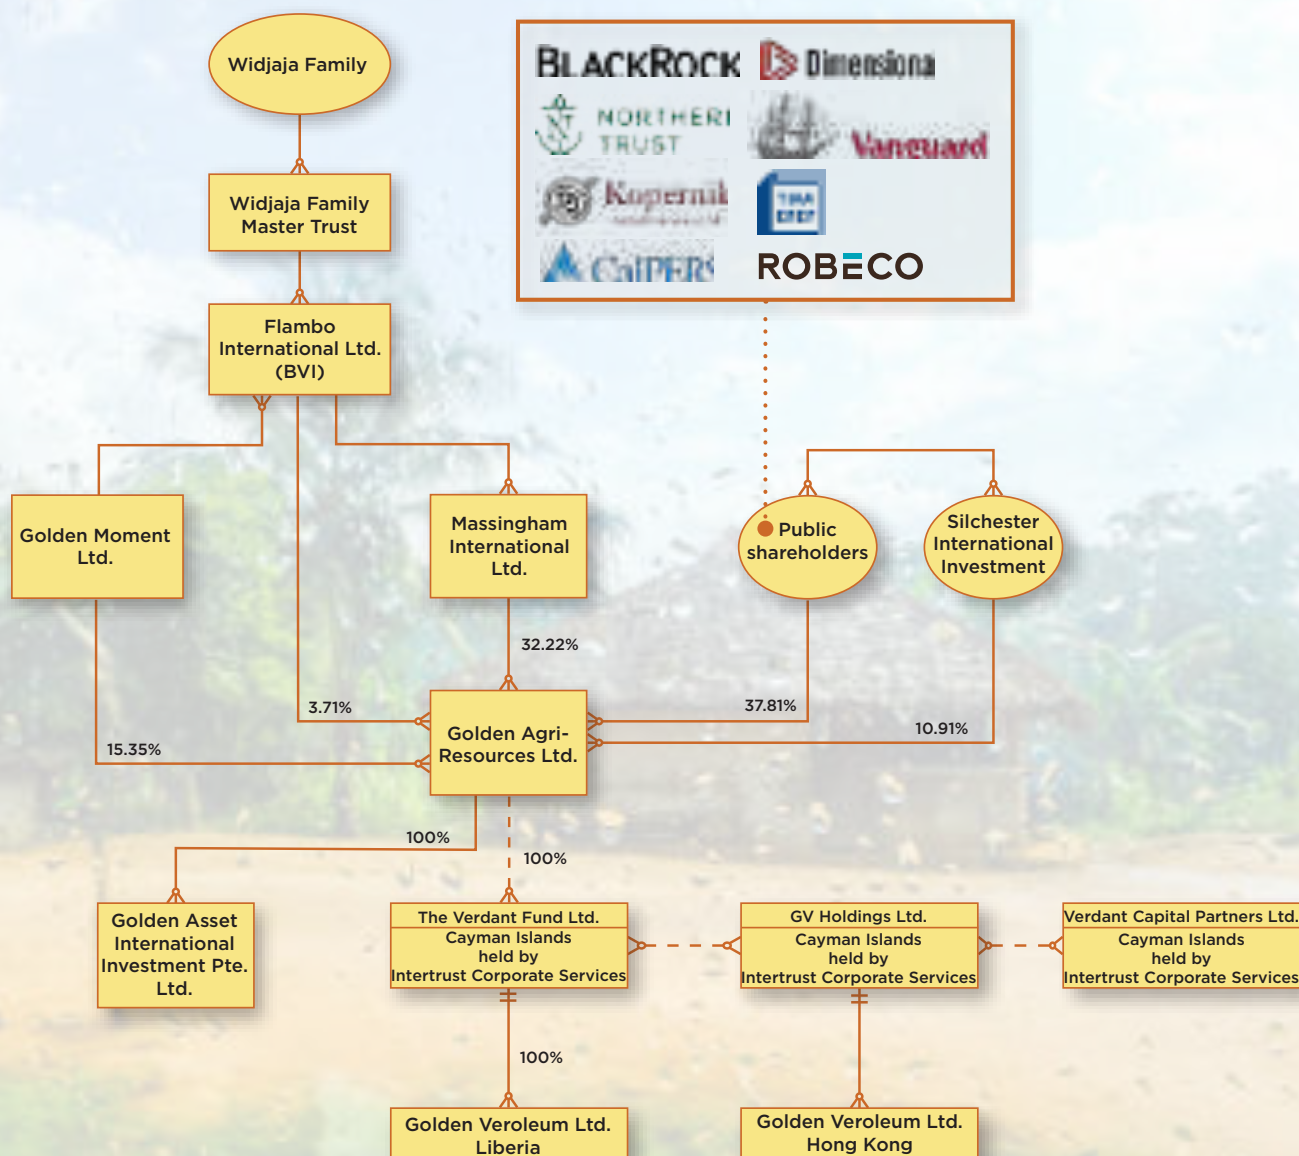 Widjaja Family
BLACKROCK
Dimensiona
NORTHERN
TRUST
Vanguard
Kopernik
CalPERS
ROBECO
Widjaja Family
Master Trust
Flambo
International Ltd.
(BVI)
Golden Moment
Ltd.
Massingham
International
Ltd.
Public
shareholders
Silchester
International
Investment
32.22%
3.71%
37.81%
10.91%
15.35%
Golden Agri-
Resources Ltd.
100%
100%
Golden Asset
International
Investment Pte.
Ltd.
The Verdant Fund Ltd.
Cayman Islands
held by
Intertrust Corporate Services
GV Holdings Ltd.
Cayman Islands
held by
Intertrust Corporate Services
Verdant Capital Partners Ltd.
Cayman Islands
held by
Intertrust Corporate Services
100%
Golden Veroleum Ltd.
Liberia
Golden Veroleum Ltd.
Hong Kong